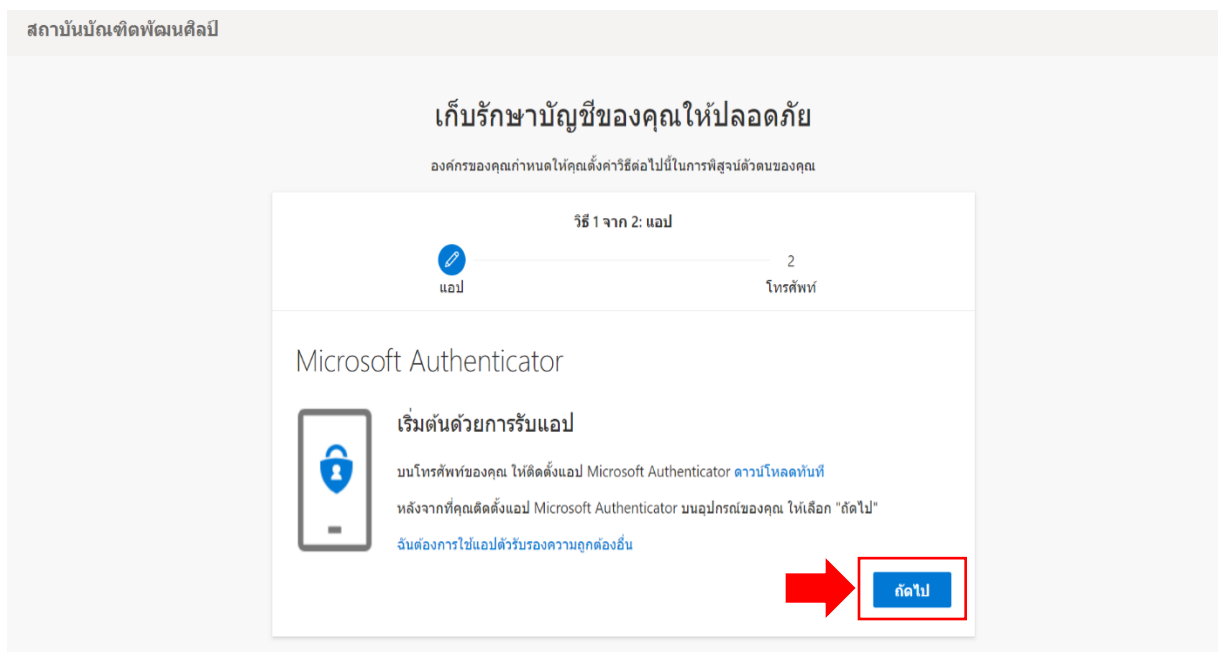 สถาบันบัณฑิตพัฒนศิลป์
เก็บรักษาบัญชีของคุณให้ปลอดภัย
องค์กรของคุณกำหนดให้คุณตั้งค่าวิธีต่อไปนี้ในการพิสูจน์ตัวตนของคุณ
วิธี 1 จาก 2: แอป
2
แอป โทรศัพท์
Microsoft Authenticator
เริ่มต้นด้วยการรับแอป
บนโทรศัพท์ของคุณ ให้ติดตั้งแอป Microsoft Authenticator ดาวน์โหลดทันที
หลังจากที่คุณติดตั้งแอป Microsoft Authenticator บนอุปกรณ์ของคุณ ให้เลือก "ถัดไป"
ฉันต้องการใช้แอปตัวรับรองความถูกต้องอื่น
ถัดไป